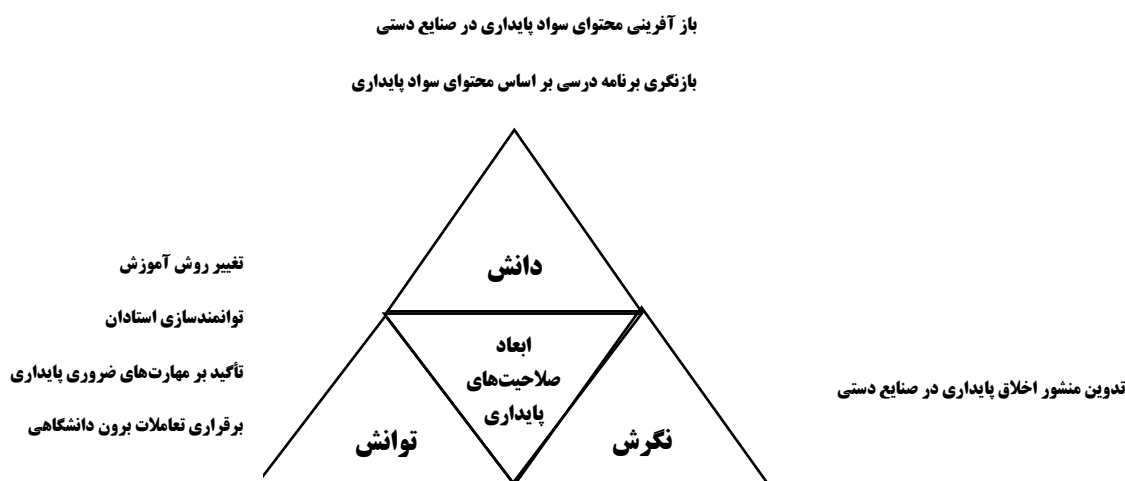 باز آفرینی محتوای سواد پایداری در صنایع دستی
بازنگری برنامه درسی بر اساس محتوای سواد پایداری
دانش
ابعاد
صلاحیت‌های
پایداری
نگرش
توانش
تدوین منشور اخلاق پایداری در صنایع دستی
تغییر روش آموزش
توانمندسازی استادان
تأکید بر مهارت‌های ضروری پایداری
برقراری تعاملات برون دانشگاهی